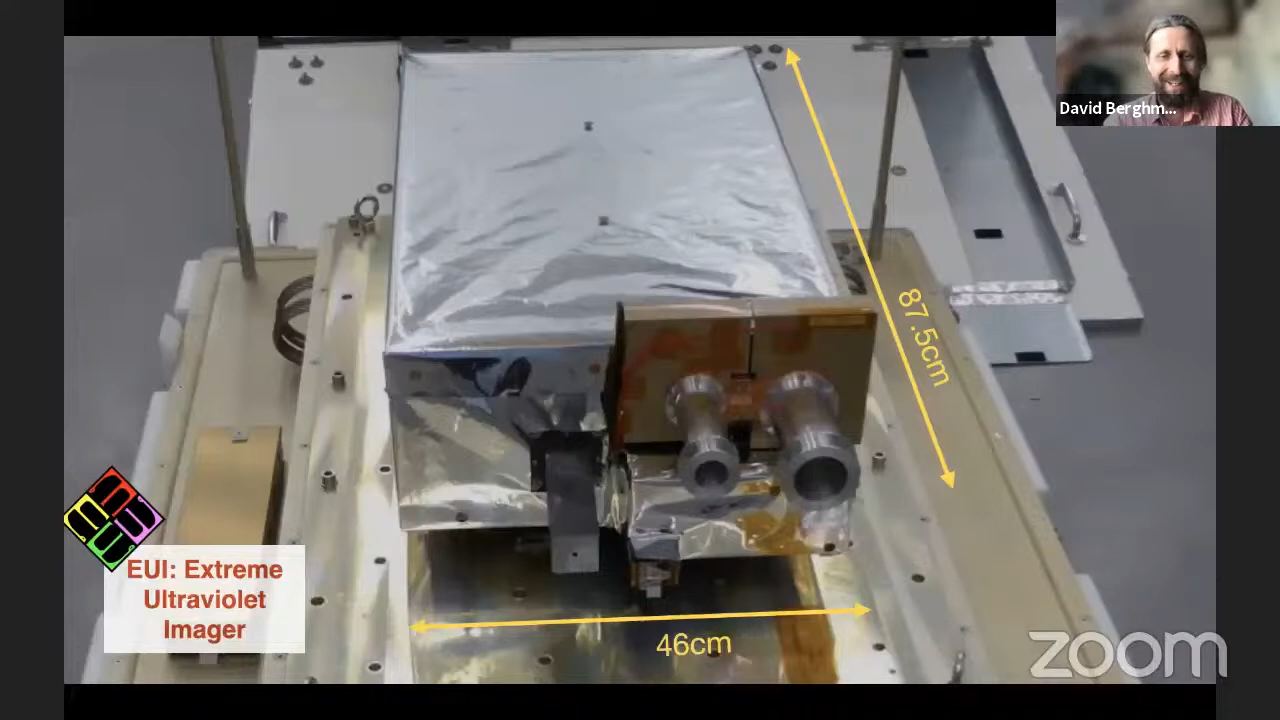 David Berghm...
87.5cm
EUI: Extreme
Ultraviolet
Imager
46cm
zoom